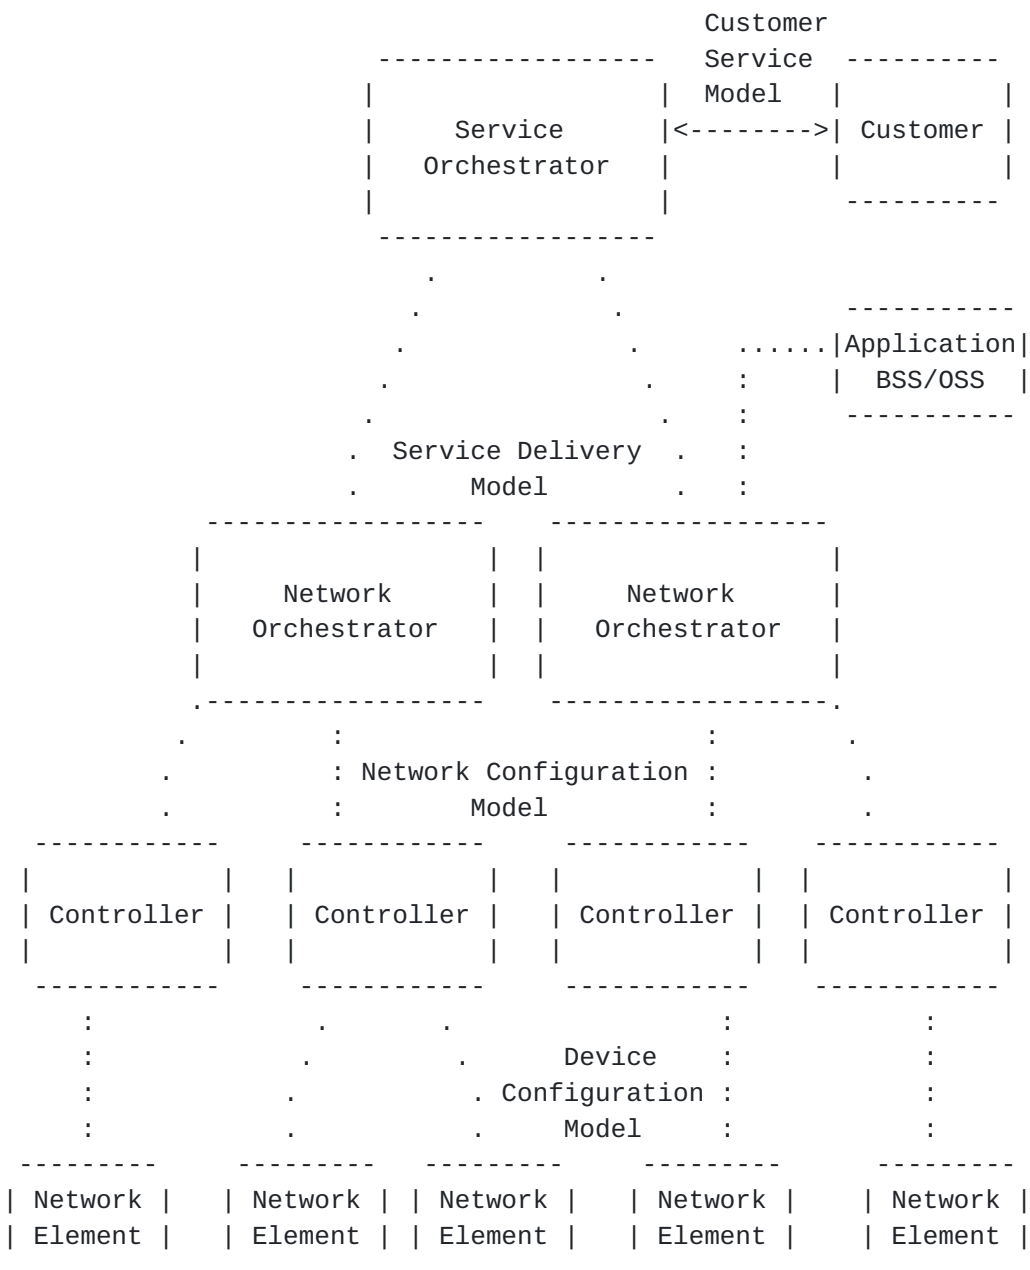 Customer
Service
Model
Service Customer
Orchestrator
Application
BSS/OSS
Service Delivery
Model
Network Network
Orchestrator Orchestrator
Network Configuration
Model
Controller Controller Controller Controller
Device
Configuration
Model
Network Network Network Network Network
Element Element Element Element Element